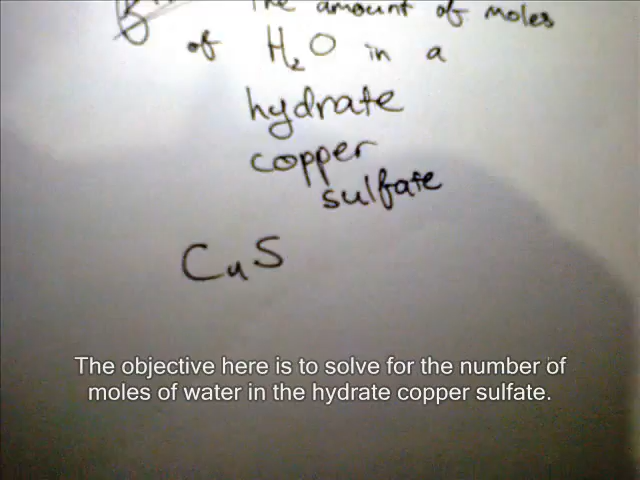 the amount of moles
of H₂O in a
hydrate
copper
sulfate
CuS
The objective here is to solve for the number of
moles of water in the hydrate copper sulfate.